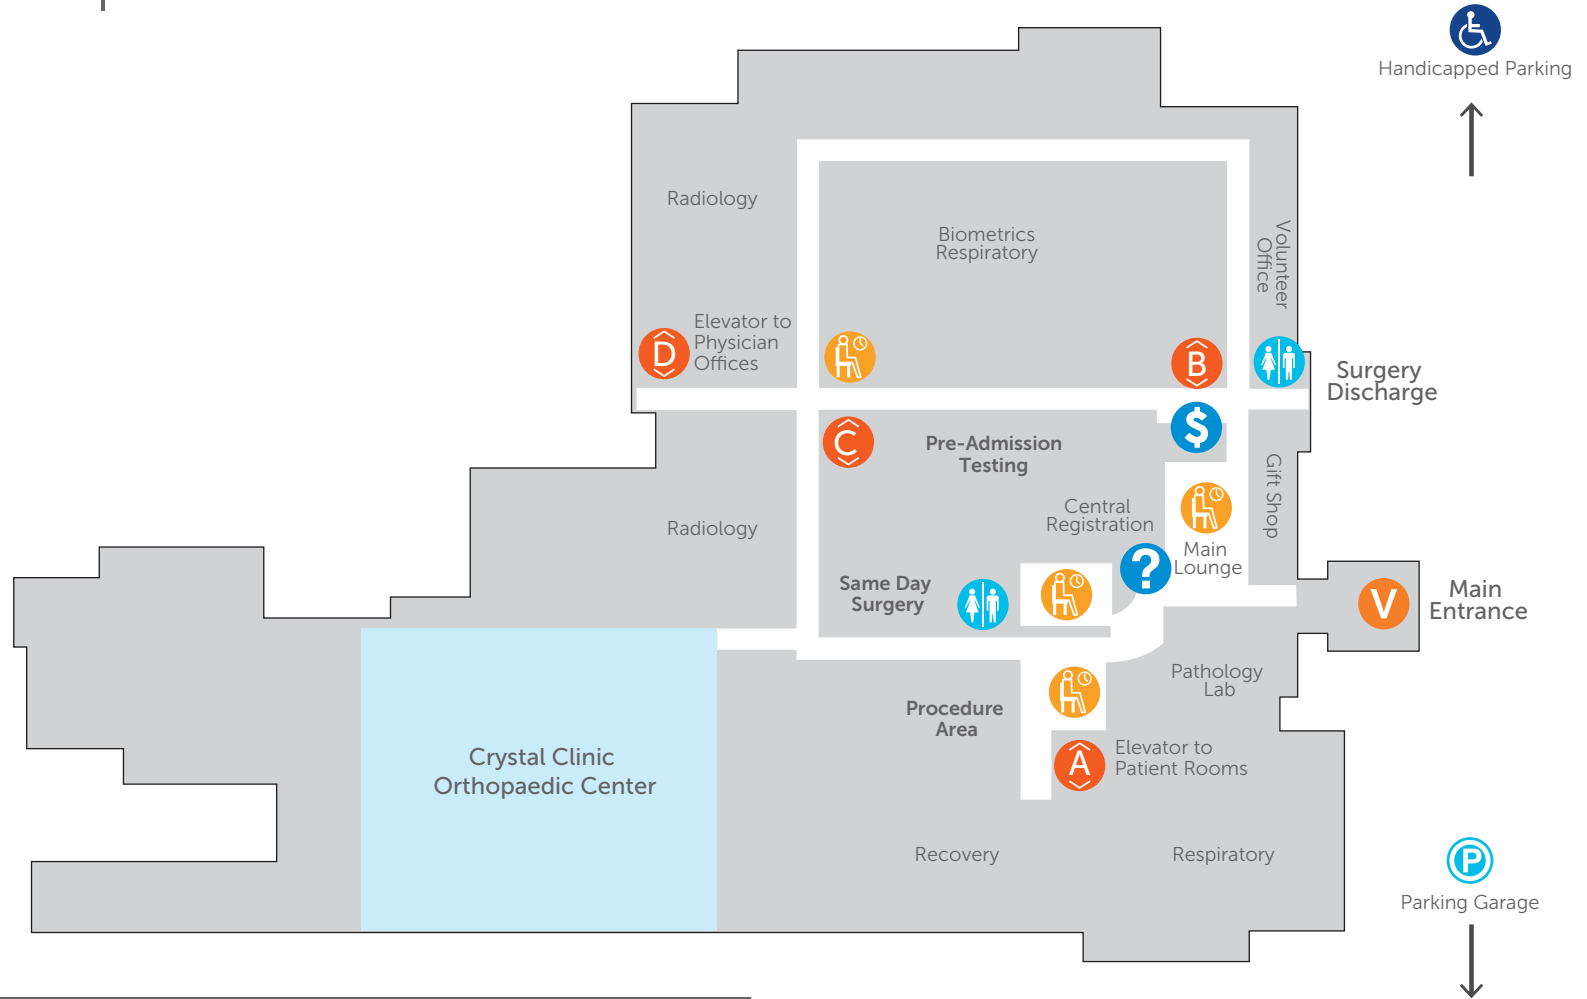 Handicapped Parking
Radiology
Biometrics
Respiratory
Volunteer
Office
Elevator to
Physician
Offices
D
B
Surgery
Discharge
$
C
Pre-Admission
Testing
Gift Shop
Central
Registration
Radiology
Main
Lounge
?
Same Day
Surgery
V
Main
Entrance
Pathology
Lab
Procedure
Area
A
Elevator to
Patient Rooms
Crystal Clinic
Orthopaedic Center
Recovery
Respiratory
P
Parking Garage